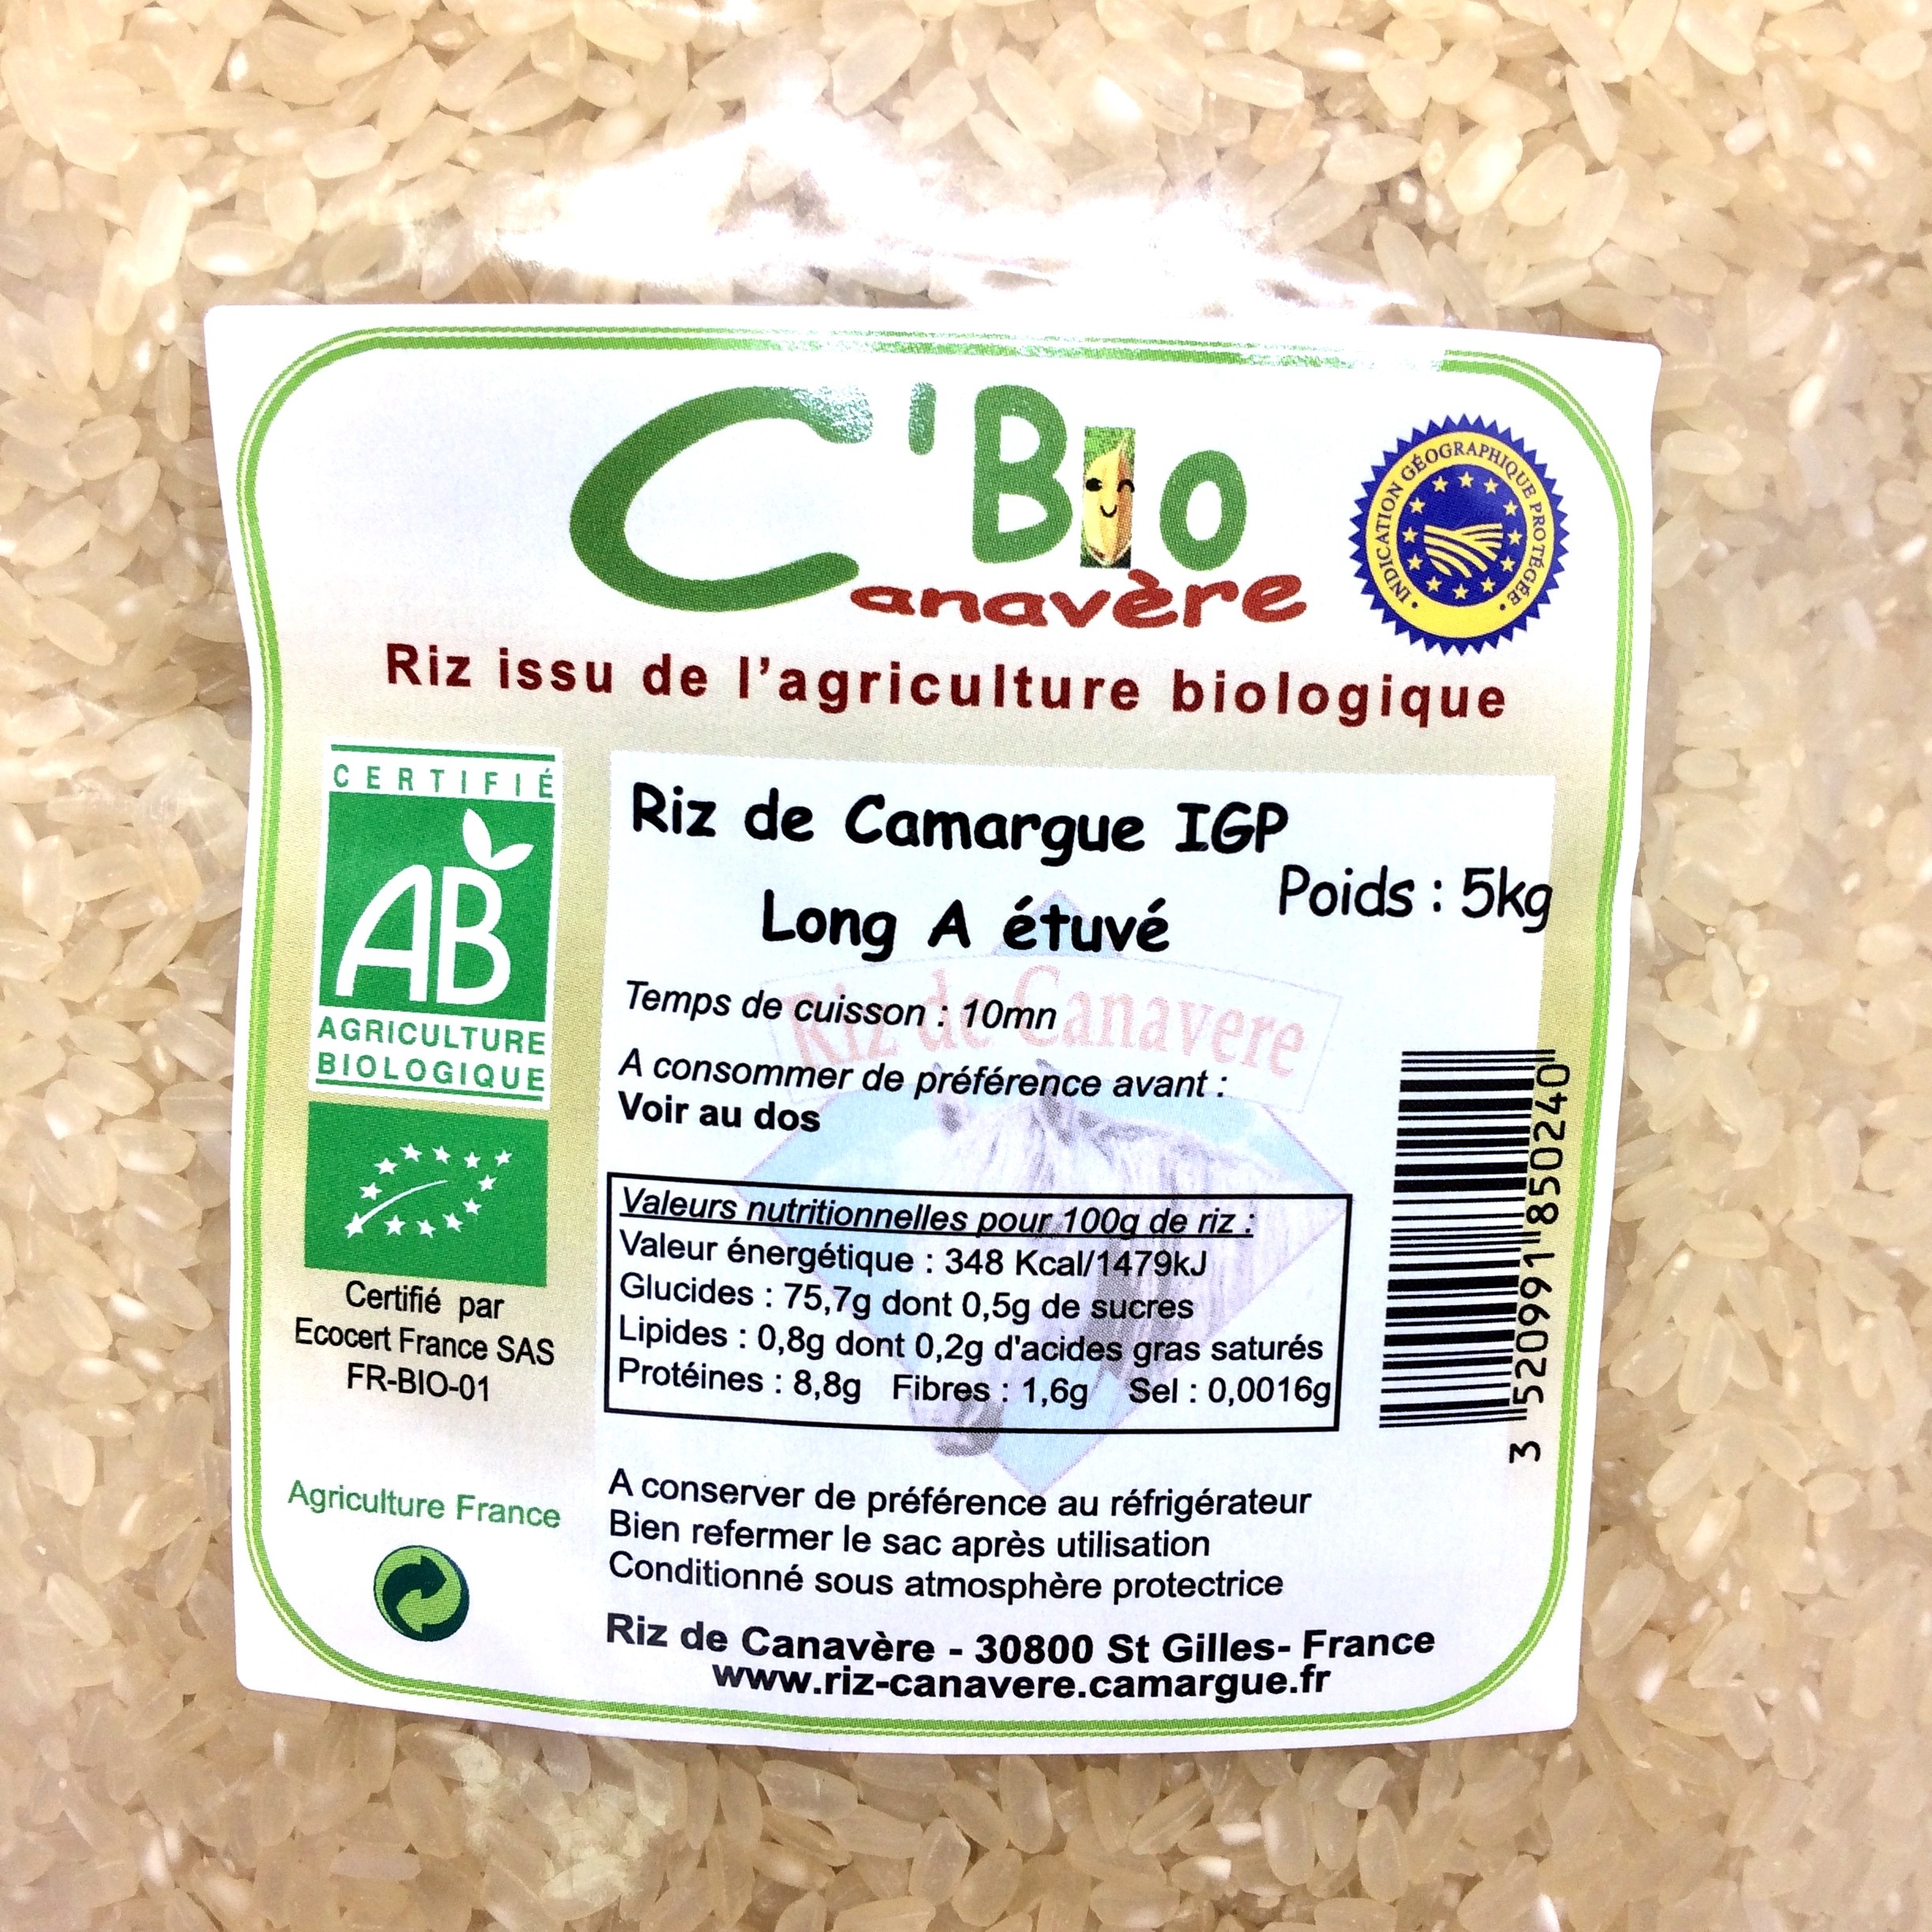 C'BIo
Canavère
INDICATION GÉOGRAPHIQUE PROTÉGÉE
Riz issu de l'agriculture biologique
CERTIFIÉ
AB
AGRICULTURE
BIOLOGIQUE
Certifié par
Ecocert France SAS
FR-BIO-01
Agriculture France
Riz de Camargue IGP
Poids : 5kg
Long A étuvé
Riz de Canavere
Temps de cuisson : 10mn
A consommer de préférence avant :
Voir au dos
Valeurs nutritionnelles pour 100g de riz :
Valeur énergétique : 348 Kcal/1479kJ
Glucides : 75,7g dont 0,5g de sucres
Lipides : 0,8g dont 0,2g d'acides gras saturés
Protéines : 8,8g Fibres : 1,6g Sel : 0,0016g
3 520991 850240
A conserver de préférence au réfrigérateur
Bien refermer le sac après utilisation
Conditionné sous atmosphère protectrice
Riz de Canavère - 30800 St Gilles- France
www.riz-canavere.camargue.fr